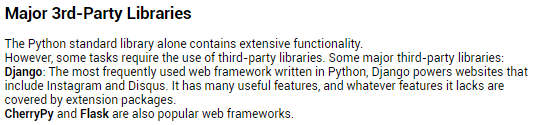 Major 3rd-Party Libraries
The Python standard library alone contains extensive functionality.
However, some tasks require the use of third-party libraries. Some major third-party libraries:
Django: The most frequently used web framework written in Python, Django powers websites that
include Instagram and Disqus. It has many useful features, and whatever features it lacks are
covered by extension packages.
CherryPy and Flask are also popular web frameworks.